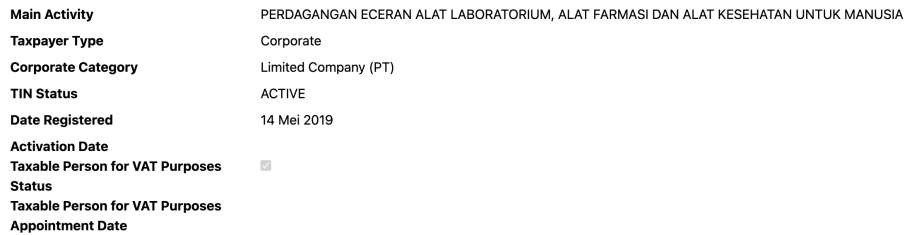 Main Activity PERDAGANGAN ECERAN ALAT LABORATORIUM, ALAT FARMASI DAN ALAT KESEHATAN UNTUK MANUSIA
Taxpayer Type Corporate
Corporate Category Limited Company (PT)
TIN Status ACTIVE
Date Registered 14 Mei 2019
Activation Date
Taxable Person for VAT Purposes
Status
Taxable Person for VAT Purposes
Appointment Date